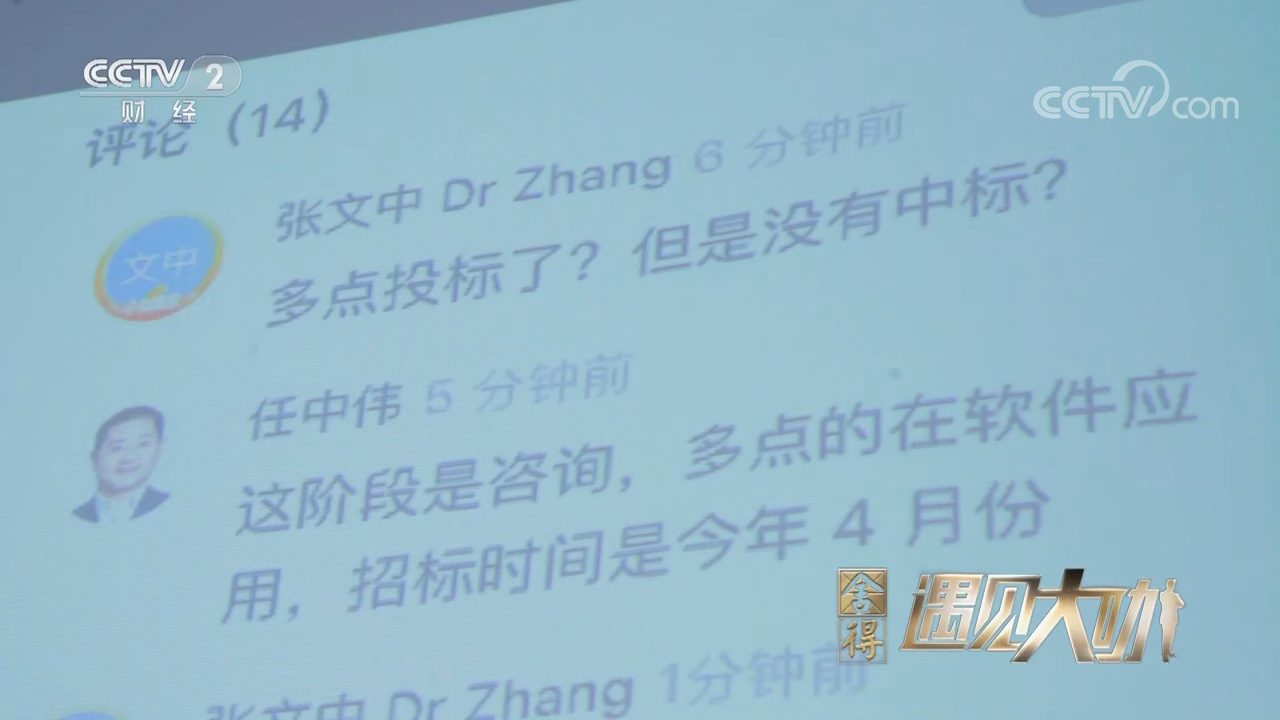 CCTV 2
财经
CCTV com
评论（14）
张文中 Dr Zhang 6 分钟前
文中
多点投标了？但是没有中标？
任中伟 5 分钟前
这阶段是咨询，多点的在软件应
用，招标时间是今年 4 月份
张文中 Dr Zhang 1分钟前
舍得
遇见大咖